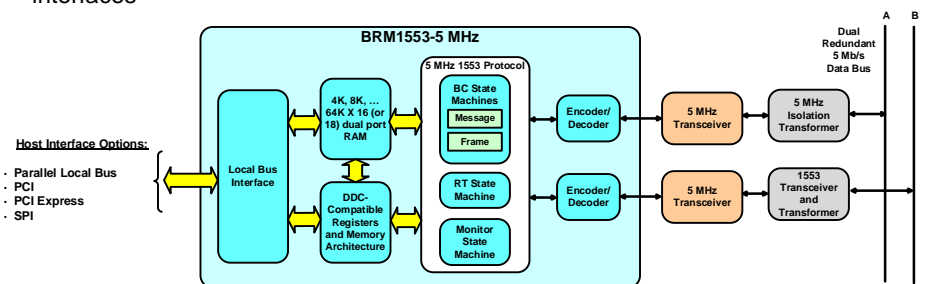 Interfaces
BRM1553-5 MHz
A B
Dual
Redundant
5 Mb/s
Data Bus
5 MHz 1553 Protocol
BC State
Machines
Message
Frame
RT State
Machine
Monitor
State
Machine
4K, 8K, …
64K X 16 (or
18) dual port
RAM
DDC-
Compatible
Registers
and Memory
Architecture
Local Bus
Interface
Host Interface Options:
· Parallel Local Bus
· PCI
· PCI Express
· SPI
Encoder/
Decoder
5 MHz
Transceiver
5 MHz
Isolation
Transformer
Encoder/
Decoder
5 MHz
Transceiver
1553
Transceiver
and
Transformer